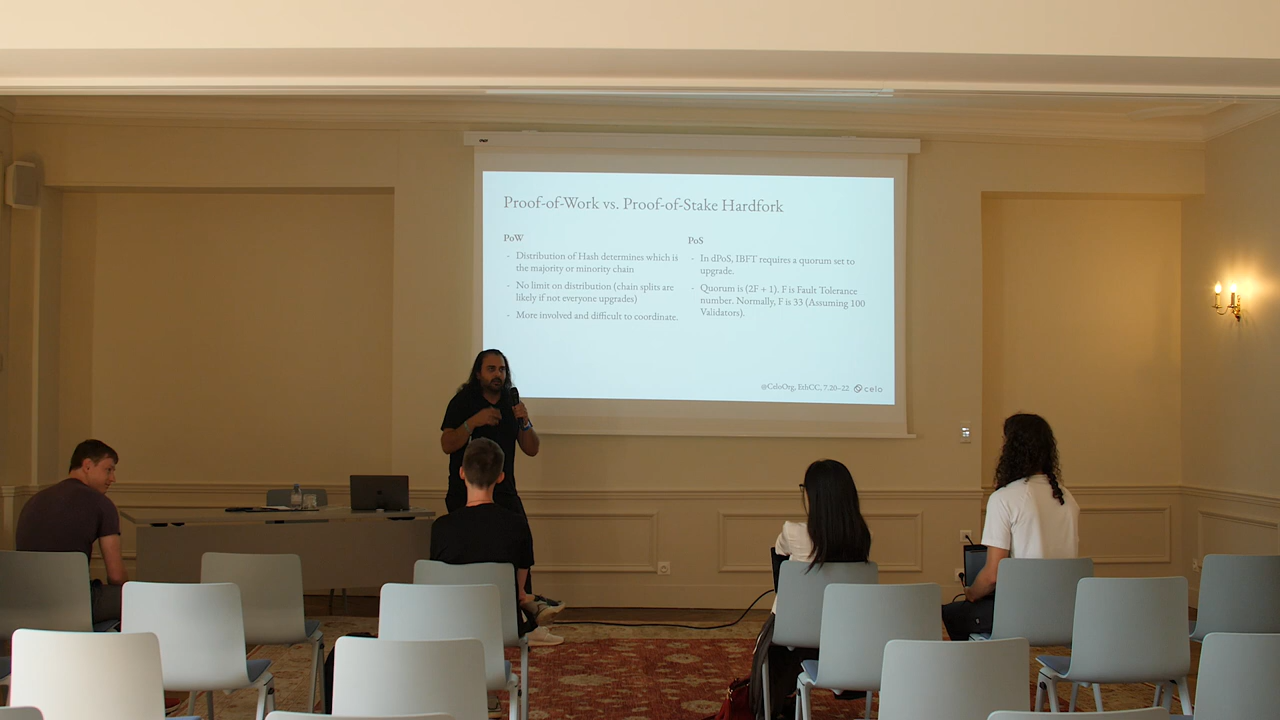 Proof-of-Work vs. Proof-of-Stake Hardfork
PoW
- Distribution of Hash determines which is
the majority or minority chain
- No limit on distribution (chain splits are
likely if not everyone upgrades)
- More involved and difficult to coordinate.
PoS
- In dPoS, IBFT requires a quorum set to
upgrade.
- Quorum is (2F + 1). F is Fault Tolerance
number. Normally, F is 33 (Assuming 100
Validators).
@CeloOrg, EthCC, 7.20–22 celo